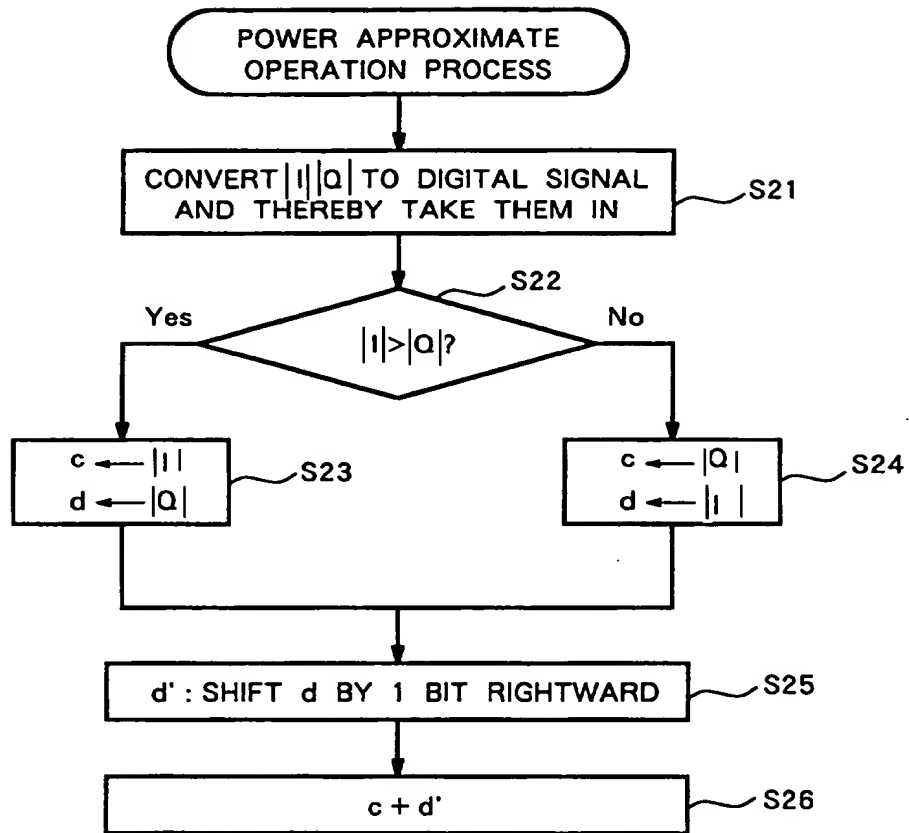 POWER APPROXIMATE
OPERATION PROCESS
CONVERT |I||Q| TO DIGITAL SIGNAL
AND THEREBY TAKE THEM IN
S21
S22
|I|>|Q|?
Yes
No
c ← |I|
d ← |Q|
S23
c ← |Q|
d ← |I|
S24
d' : SHIFT d BY 1 BIT RIGHTWARD
S25
c + d'
S26